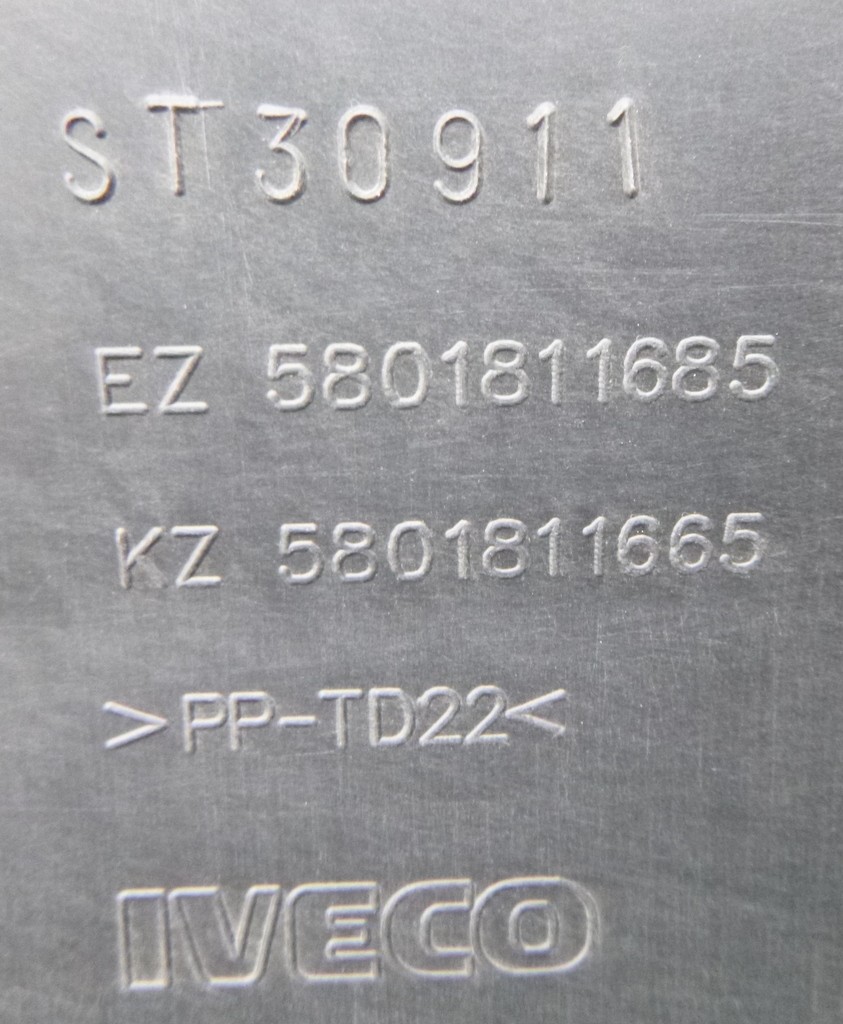 ST30911
EZ 5801811685
KZ 5801811665
>PP-TD22<
IVECO